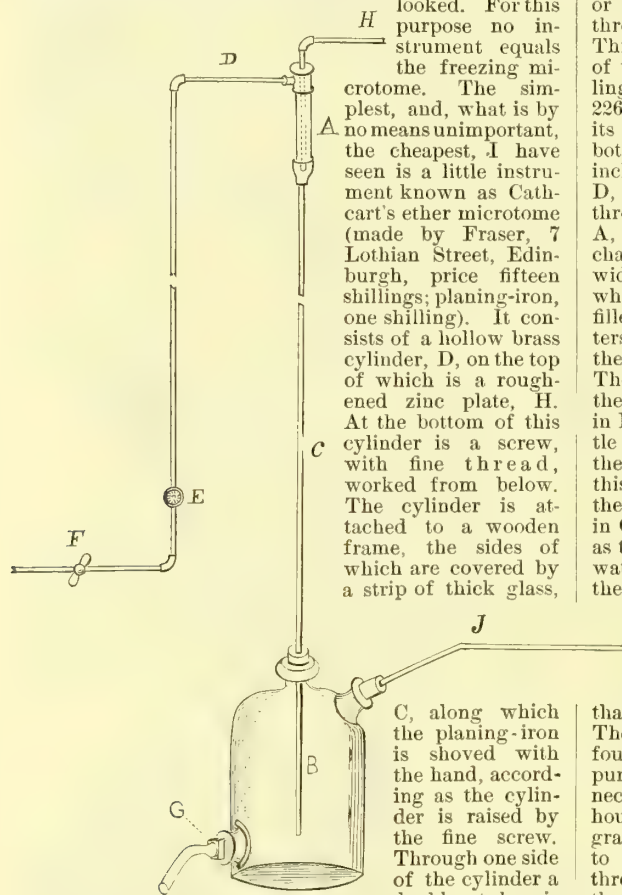 H
D
A
E
F
C
J
B
G
looked. For this
purpose no in-
strument equals
the freezing mi-
crotome. The sim-
plest, and, what is by
no means unimportant,
the cheapest, I have
seen is a little instru-
ment known as Cath-
cart's ether microtome
(made by Fraser, 7
Lothian Street, Edin-
burgh, price fifteen
shillings; planing-iron,
one shilling). It con-
sists of a hollow brass
cylinder, D, on the top
of which is a rough-
ened zinc plate, H.
At the bottom of this
cylinder is a screw,
with fine thread,
worked from below.
The cylinder is at-
tached to a wooden
frame, the sides of
which are covered by
a strip of thick glass,
C, along which
the planing-iron
is shoved with
the hand, accord-
ing as the cylin-
der is raised by
the fine screw.
Through one side
of the cylinder a